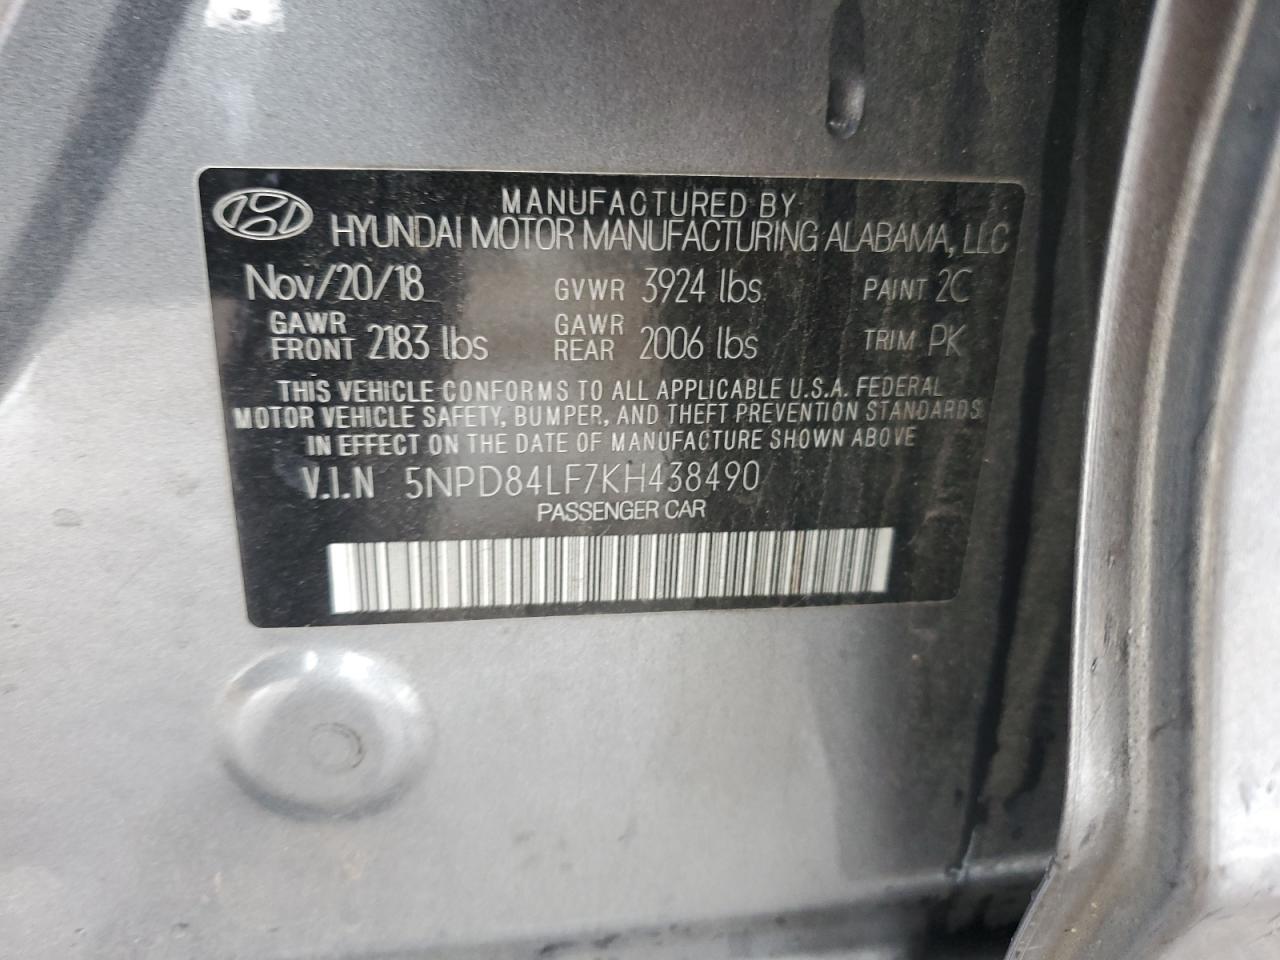 MANUFACTURED BY
HYUNDAI MOTOR MANUFACTURING ALABAMA, LLC
Nov/20/18 GVWR 3924 lbs PAINT 2C
GAWR FRONT 2183 lbs GAWR REAR 2006 lbs TRIM PK
THIS VEHICLE CONFORMS TO ALL APPLICABLE U.S.A. FEDERAL
MOTOR VEHICLE SAFETY, BUMPER, AND THEFT PREVENTION STANDARDS
IN EFFECT ON THE DATE OF MANUFACTURE SHOWN ABOVE
V.I.N 5NPD84LF7KH438490
PASSENGER CAR